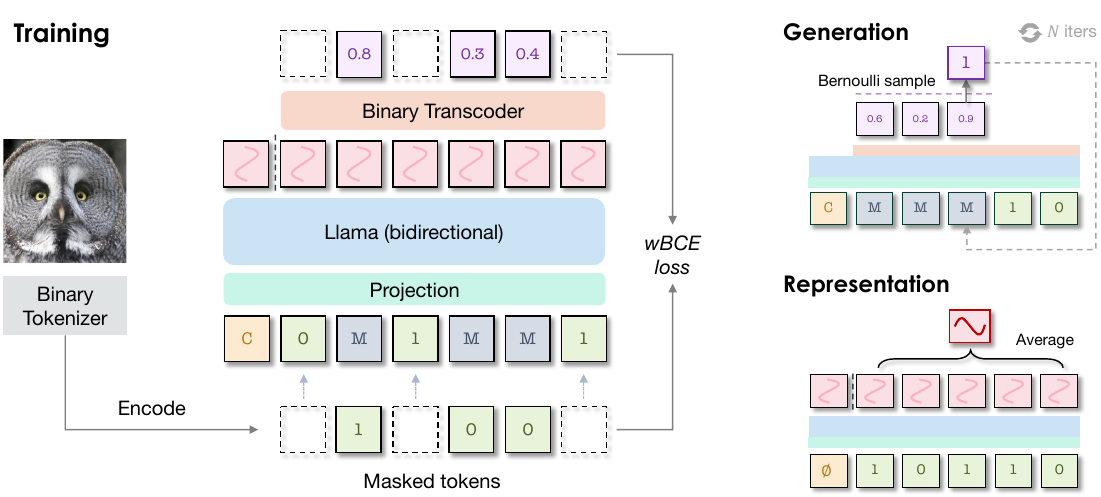 Training
0.8 0.3 0.4
Binary Transcoder
Llama (bidirectional)
Projection
C 0 M 1 M M 1
Binary
Tokenizer
Encode
1 0 0
Masked tokens
wBCE
loss
Generation
N iters
1
Bernoulli sample
0.6 0.2 0.9
C M M M 1 0
Representation
Average
∅ 1 0 1 1 0